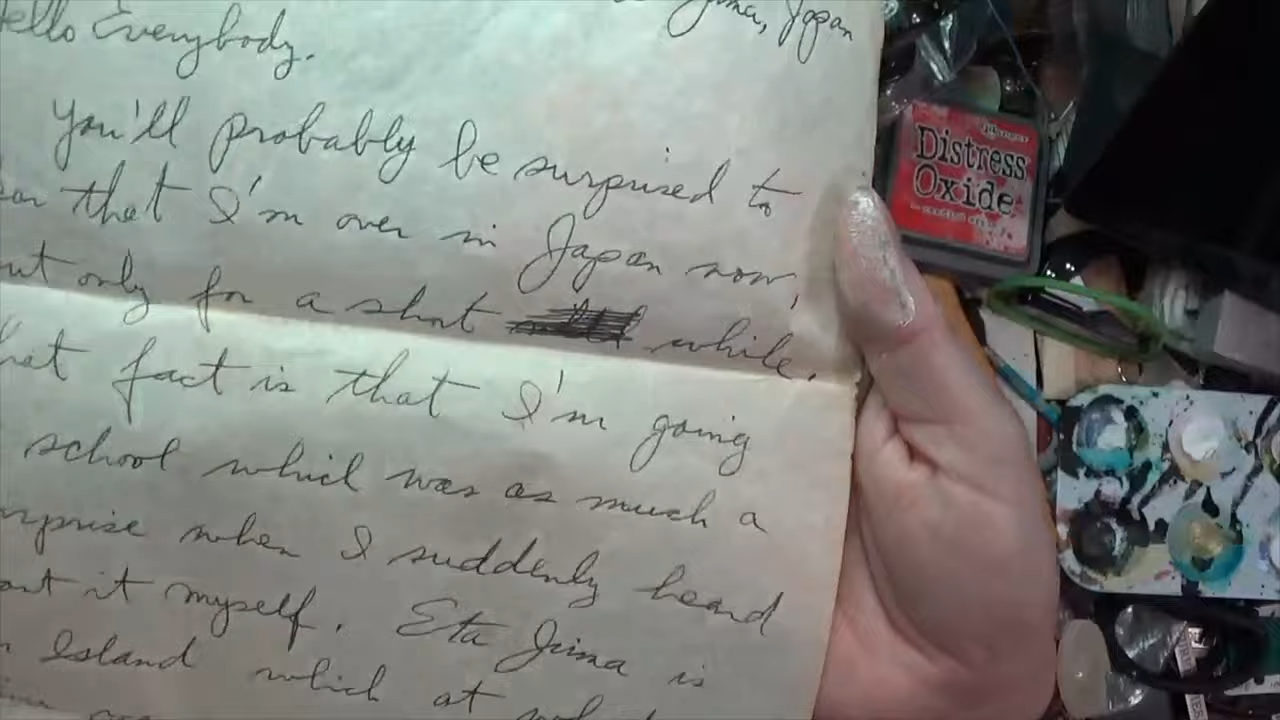 Jima, Japan
Hello Everybody.
You'll probably be surprised to
that I'm over in Japan now,
but only for a short while.
fact is that I'm going
school which was as much a
surprise when I suddenly heard
it myself. Eta Jima is
Island which at
Distress
Oxide